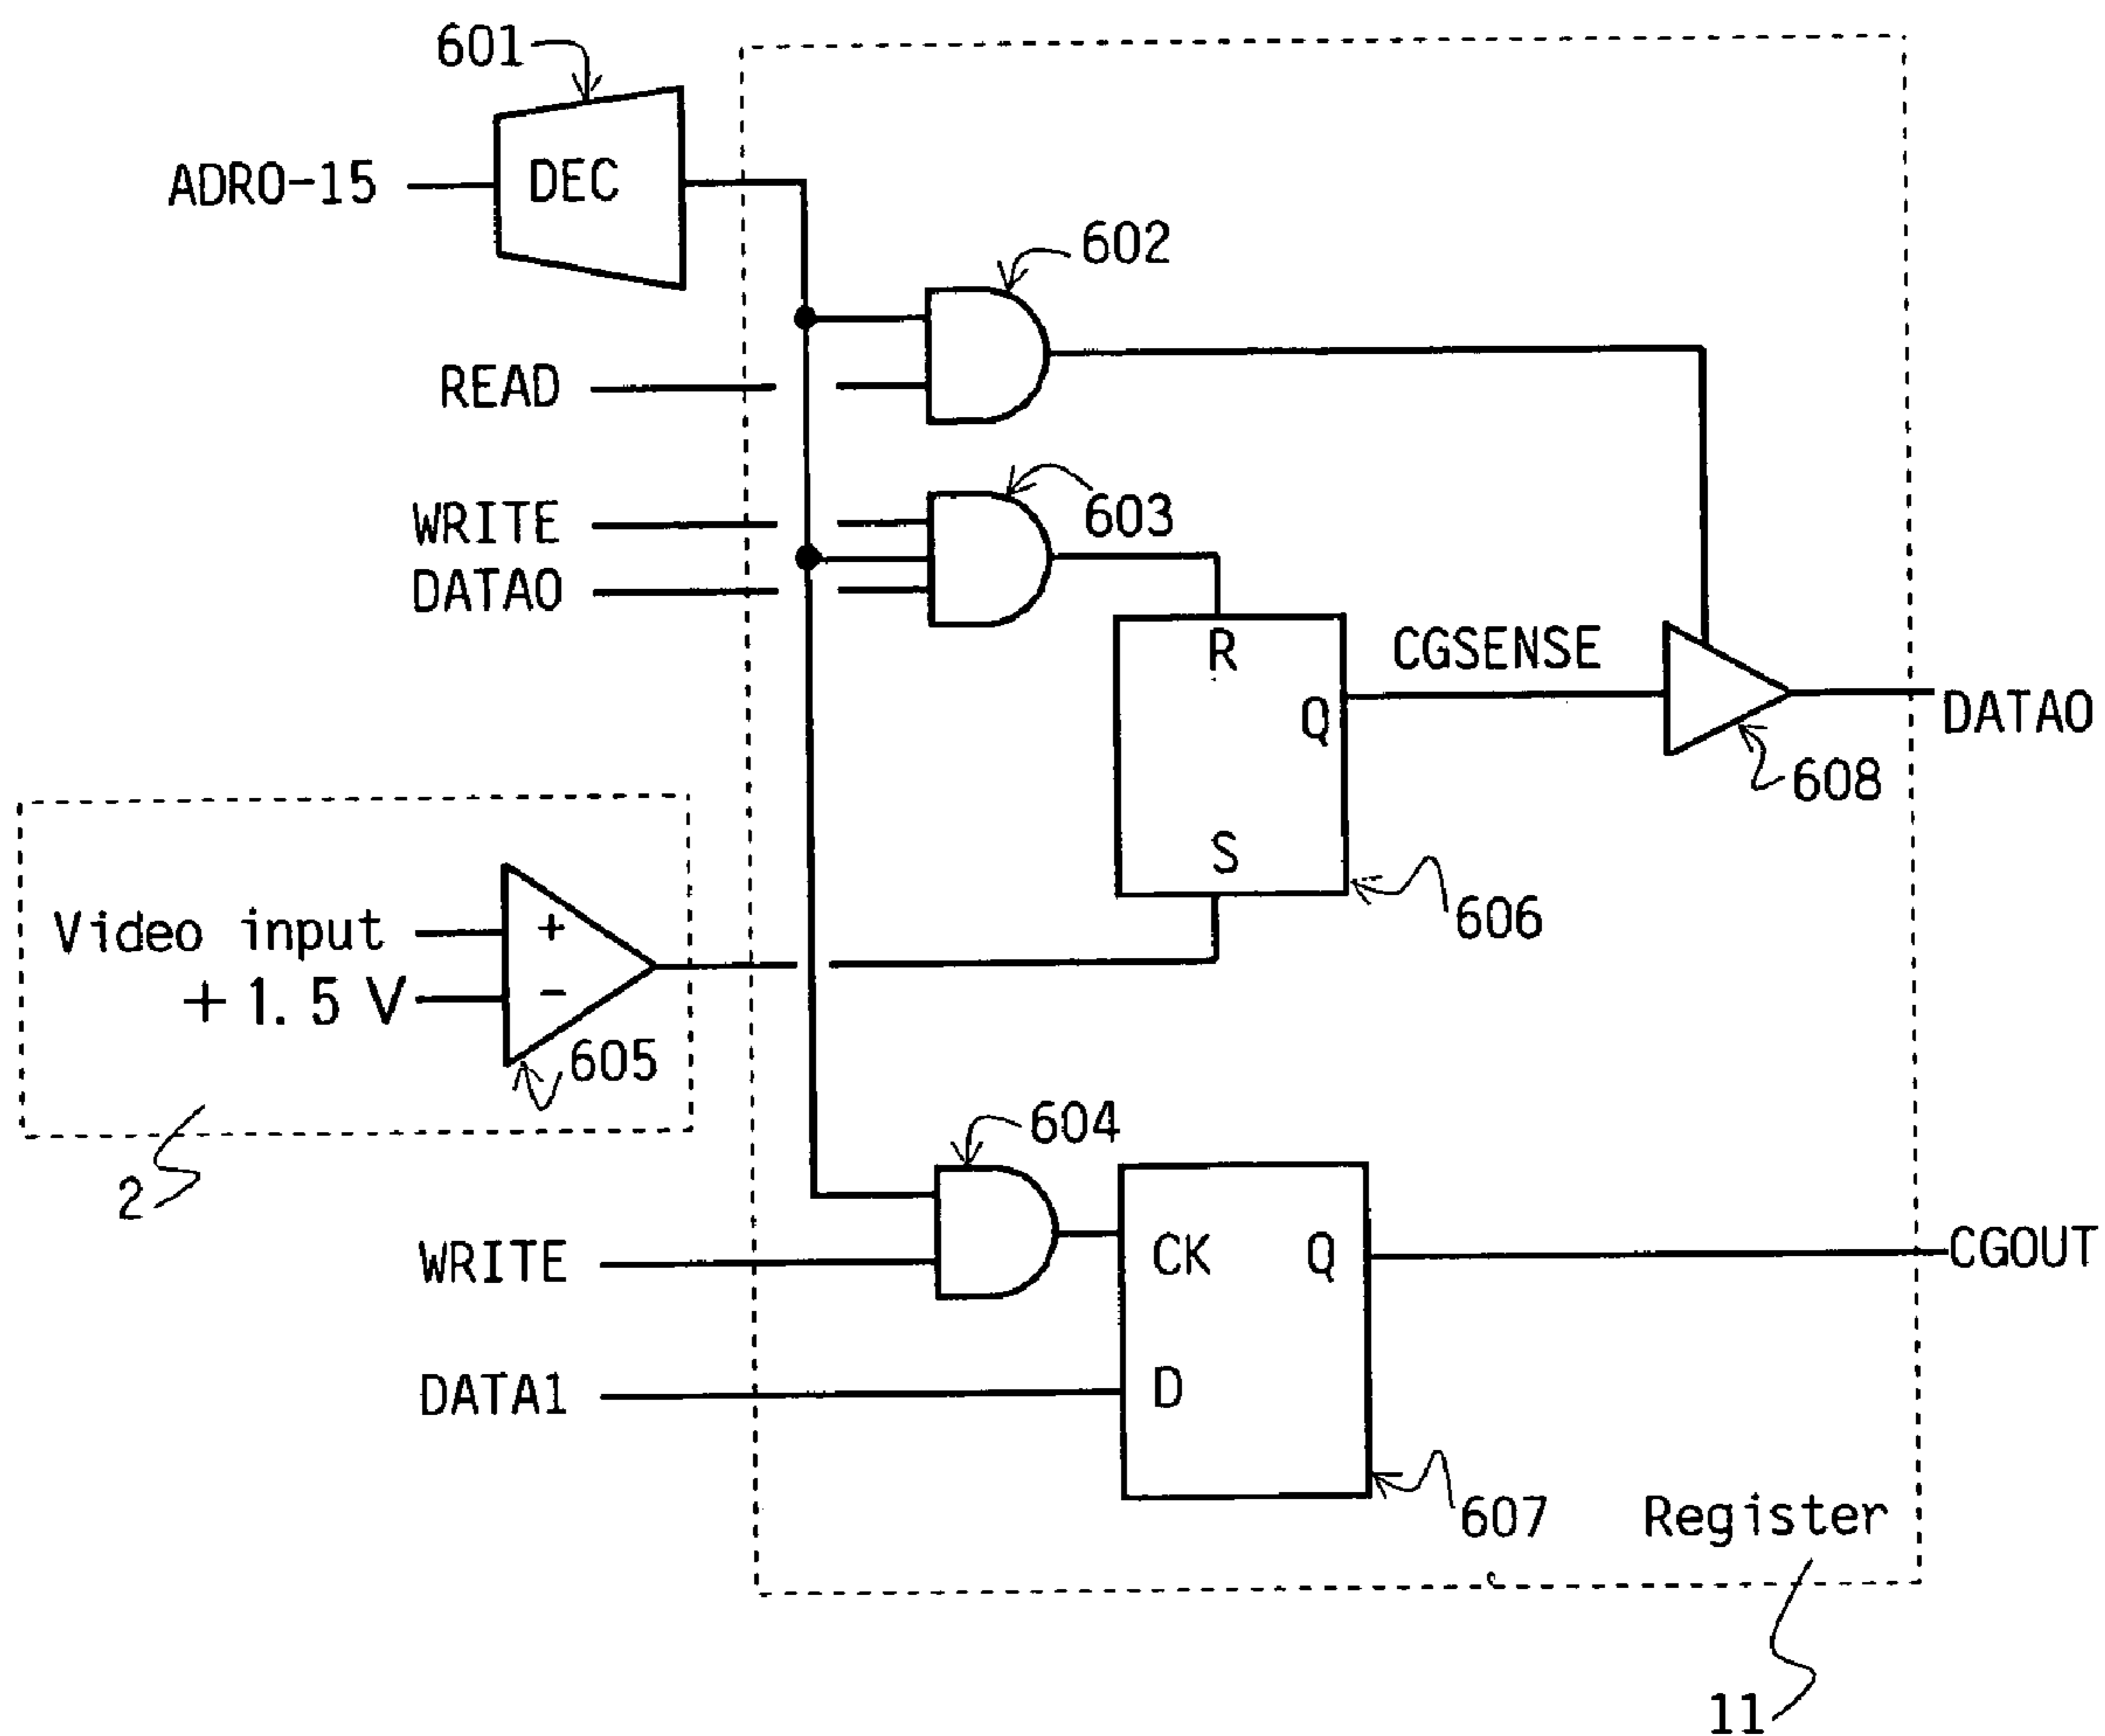 601
ADR0-15
DEC
602
READ
WRITE
603
DATA0
R
CGSENSE
Q
DATA0
608
S
606
Video input
+
+1.5 V
−
605
2
604
WRITE
CK
Q
CGOUT
DATA1
D
607
Register
11